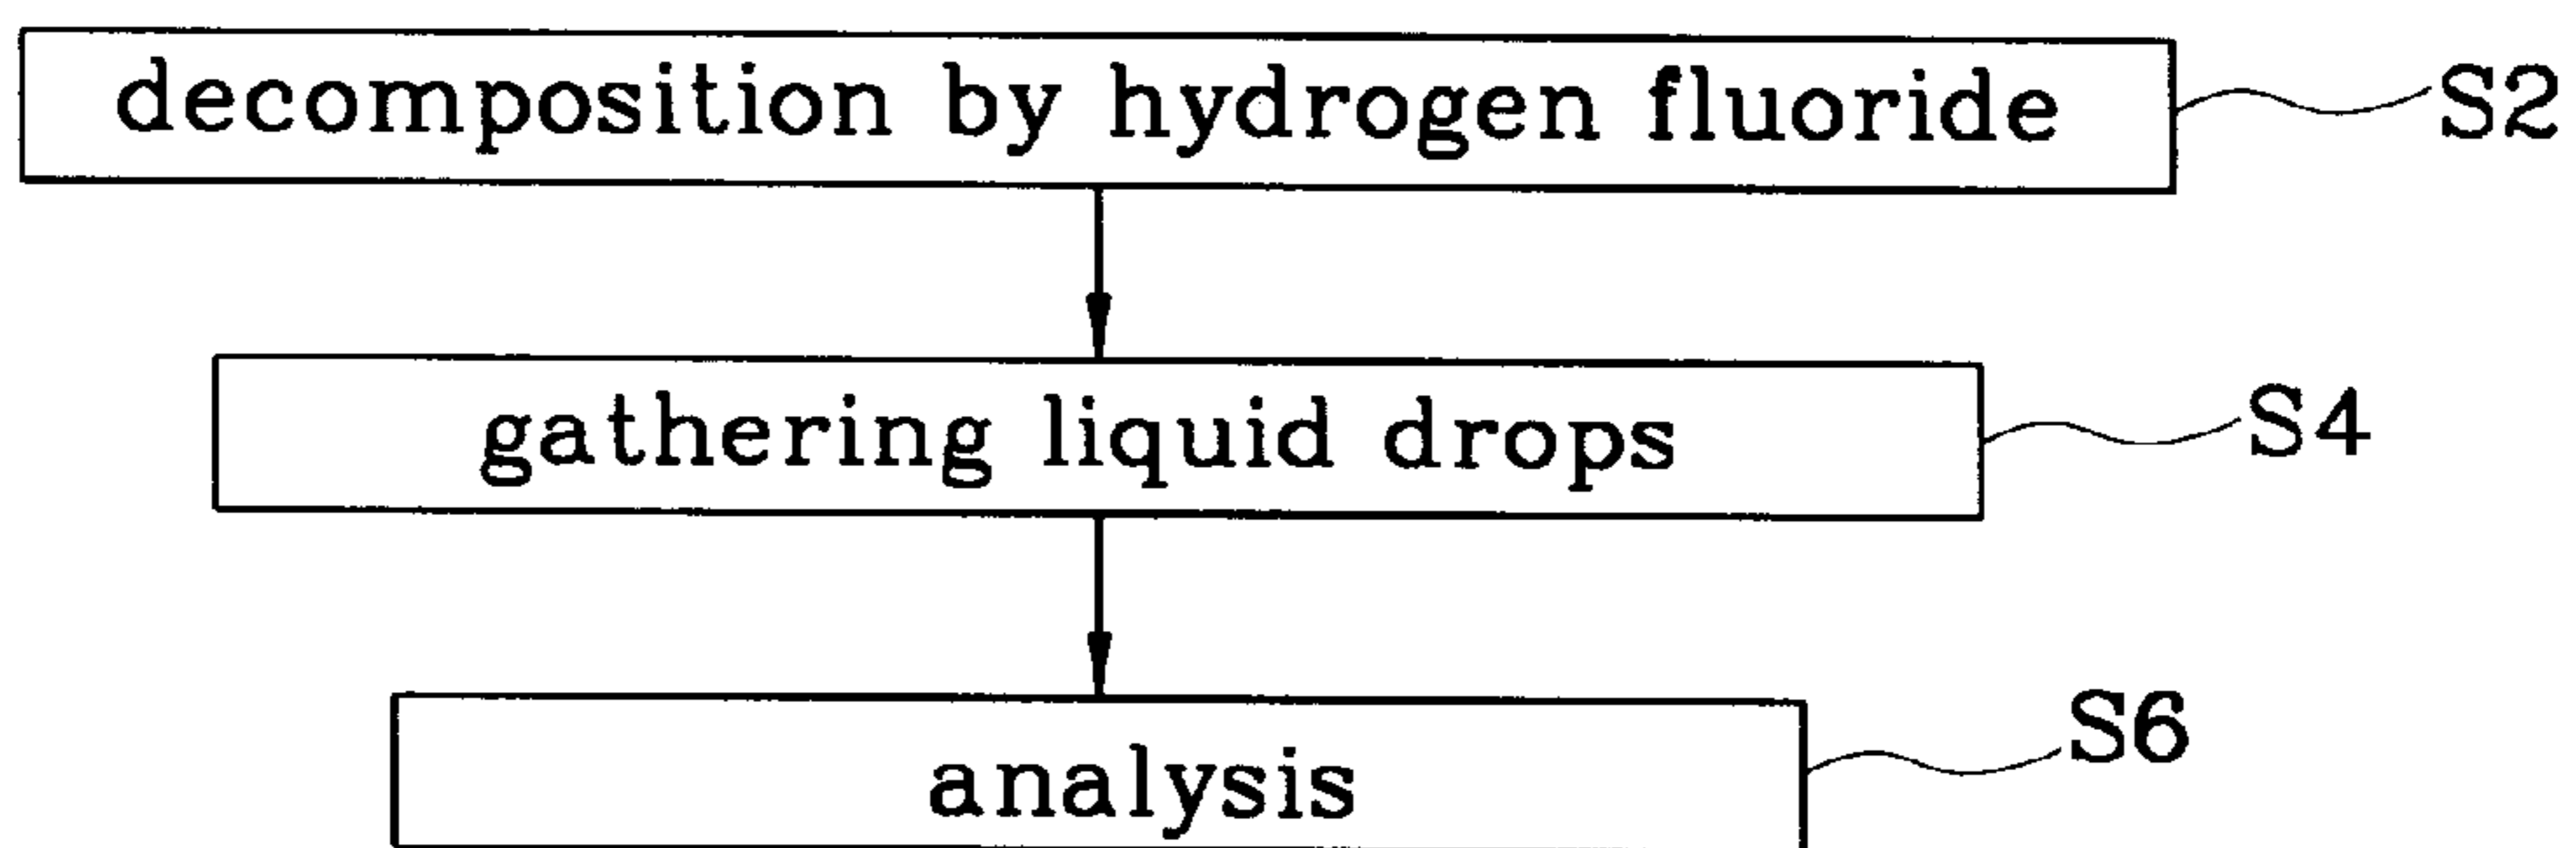 decomposition by hydrogen fluoride S2
gathering liquid drops S4
analysis S6